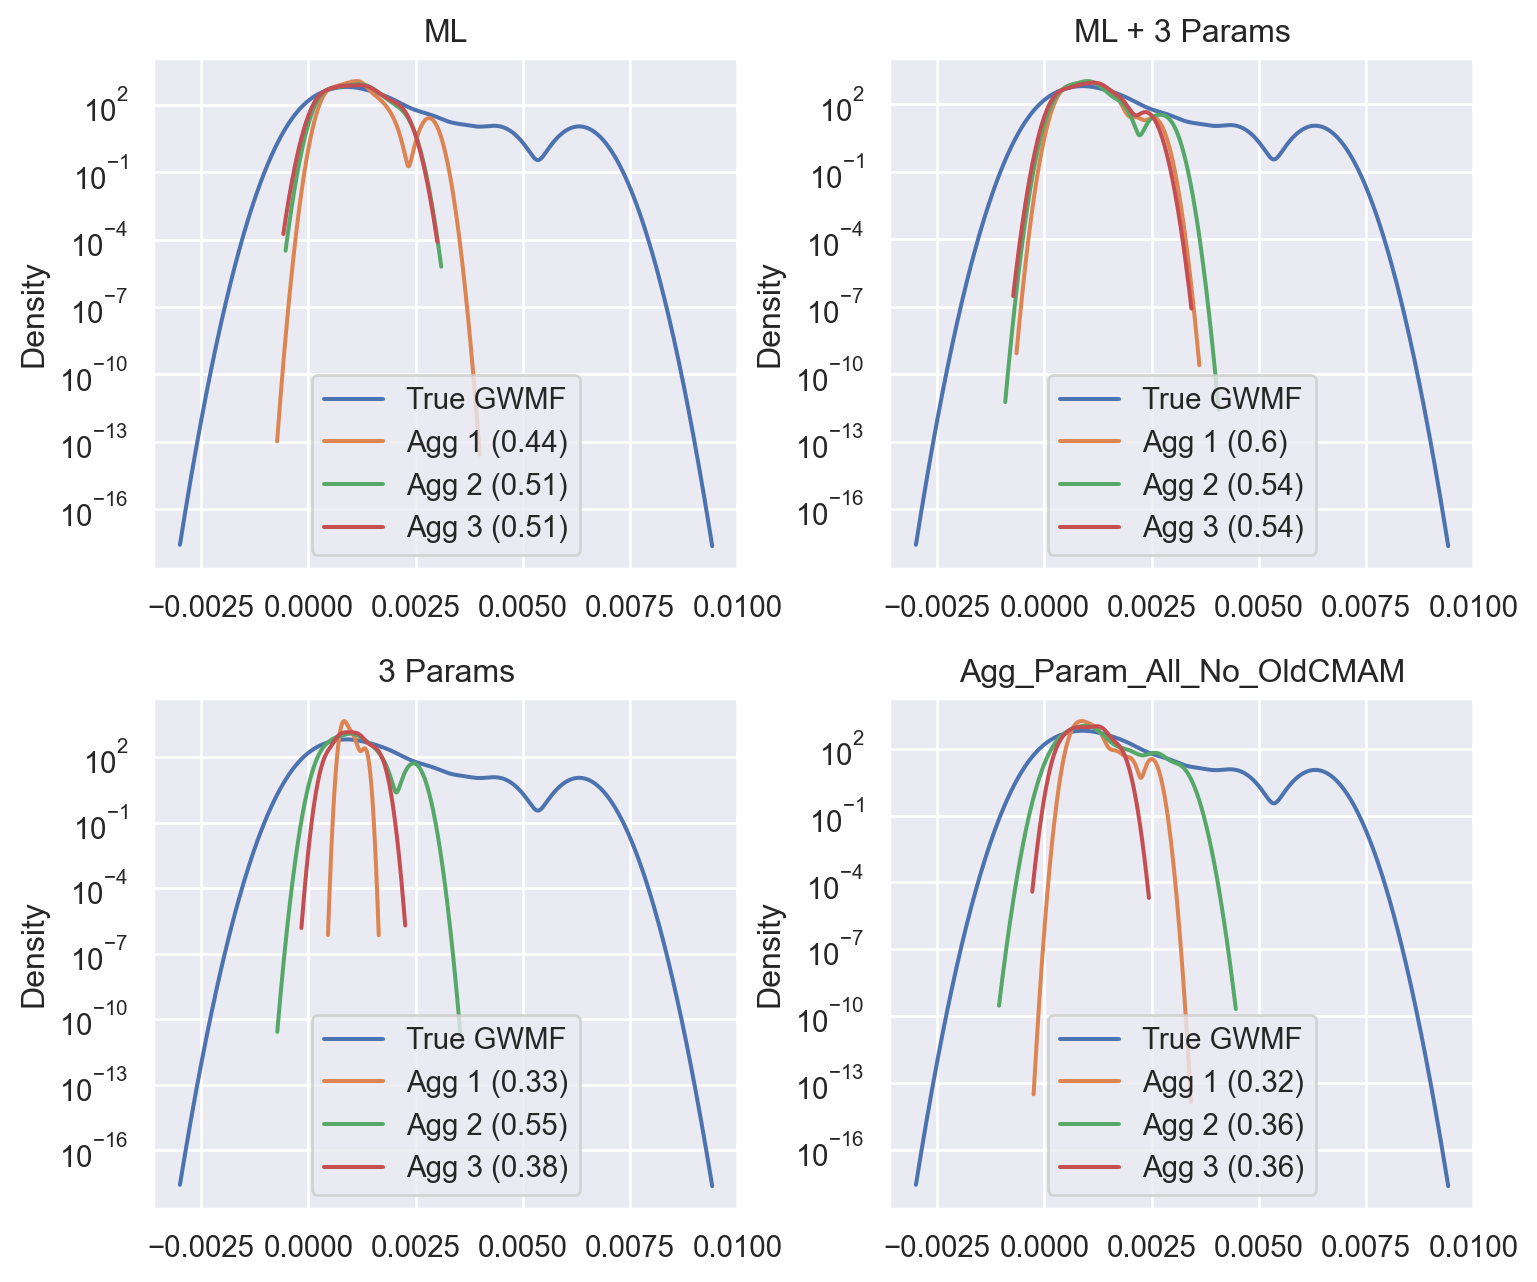 ML
Density
10²
10⁻¹
10⁻⁴
10⁻⁷
10⁻¹⁰
10⁻¹³
10⁻¹⁶
True GWMF
Agg 1 (0.44)
Agg 2 (0.51)
Agg 3 (0.51)
−0.0025 0.0000 0.0025 0.0050 0.0075 0.0100
ML + 3 Params
Density
10²
10⁻¹
10⁻⁴
10⁻⁷
10⁻¹⁰
10⁻¹³
10⁻¹⁶
True GWMF
Agg 1 (0.6)
Agg 2 (0.54)
Agg 3 (0.54)
−0.0025 0.0000 0.0025 0.0050 0.0075 0.0100
3 Params
Density
10²
10⁻¹
10⁻⁴
10⁻⁷
10⁻¹⁰
10⁻¹³
10⁻¹⁶
True GWMF
Agg 1 (0.33)
Agg 2 (0.55)
Agg 3 (0.38)
−0.0025 0.0000 0.0025 0.0050 0.0075 0.0100
Agg_Param_All_No_OldCMAM
Density
10²
10⁻¹
10⁻⁴
10⁻⁷
10⁻¹⁰
10⁻¹³
10⁻¹⁶
True GWMF
Agg 1 (0.32)
Agg 2 (0.36)
Agg 3 (0.36)
−0.0025 0.0000 0.0025 0.0050 0.0075 0.0100